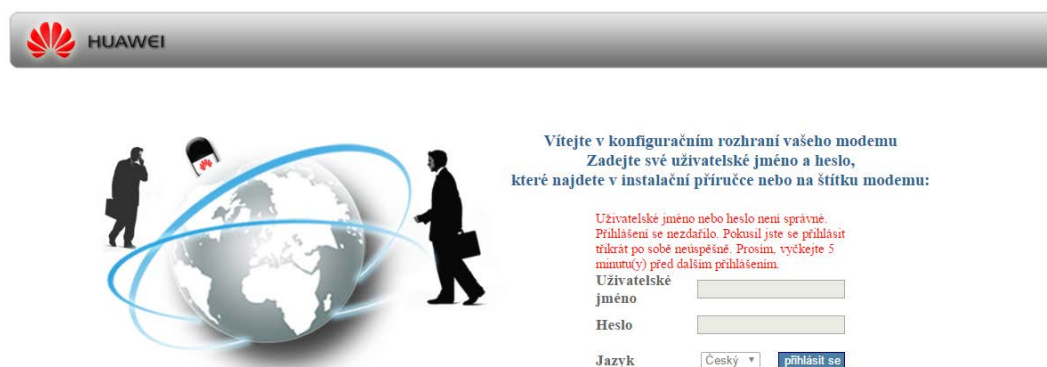 HUAWEI
Vítejte v konfiguračním rozhraní vašeho modemu
Zadejte své uživatelské jméno a heslo,
které najdete v instalační příručce nebo na štítku modemu:
Uživatelské jméno nebo heslo není správné.
Přihlášení se nezdařilo. Pokusil jste se přihlásit
třikrát po sobě neúspěšně. Prosím, vyčkejte 5
minutu(y) před dalším přihlášením.
Uživatelské
jméno
Heslo
Jazyk Český přihlásit se